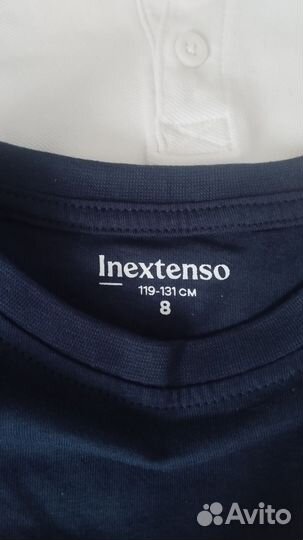 Inextenso
119-131 CM
8
Avito